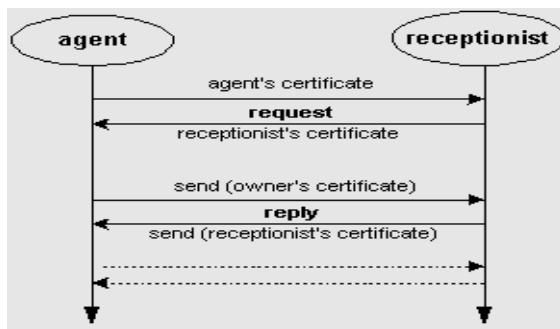 agent
receptionist
agent's certificate
request
receptionist's certificate
send (owner's certificate)
reply
send (receptionist's certificate)